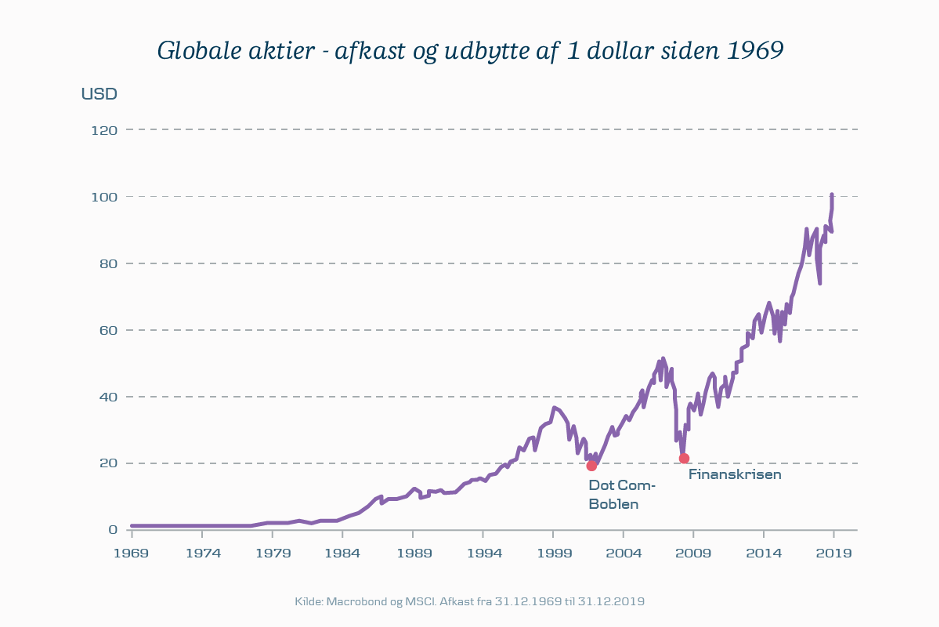 Globale aktier - afkast og udbytte af 1 dollar siden 1969
USD
120
100
80
60
40
20
0
Dot Com-
Boblen
Finanskrisen
1969 1974 1979 1984 1989 1994 1999 2004 2009 2014 2019
Kilde: Macrobond og MSCI. Afkast fra 31.12.1969 til 31.12.2019